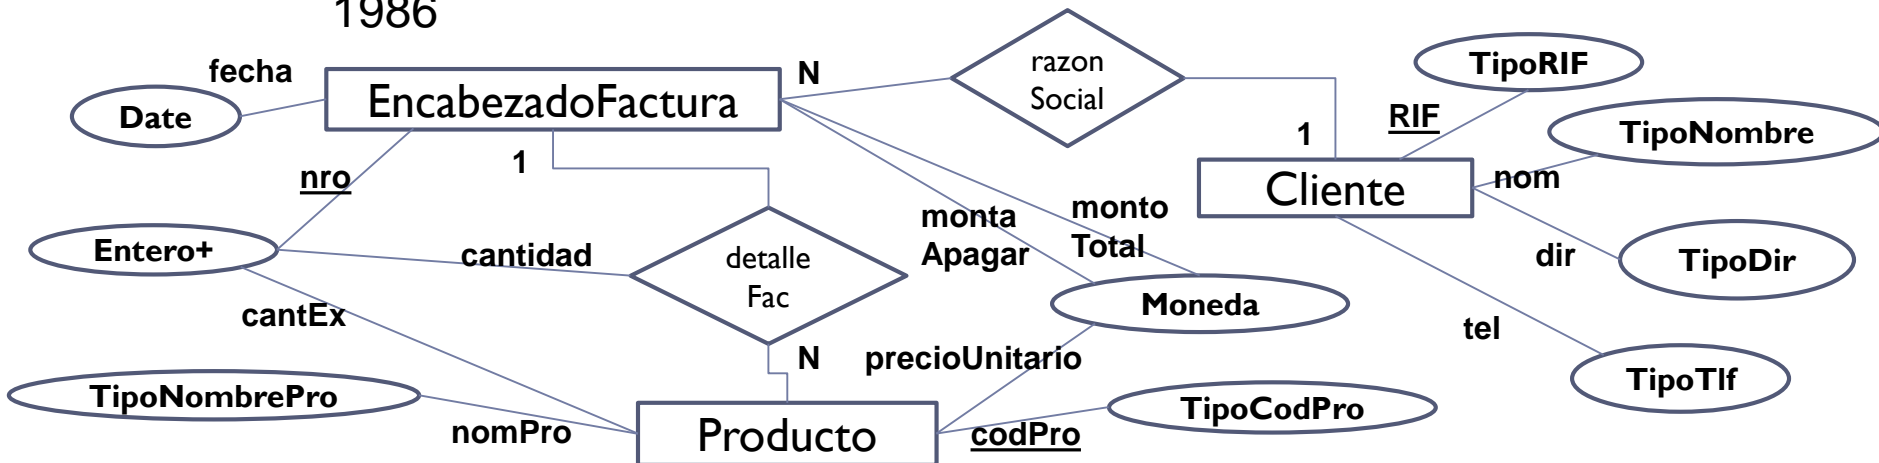 1986
fecha
Date
EncabezadoFactura
N
razon
Social
TipoRIF
RIF
TipoNombre
1
1
nro
Cliente
nom
monta
Apagar
monto
Total
Entero+
cantidad
detalle
Fac
dir
TipoDir
Moneda
cantEx
tel
N
precioUnitario
TipoTlf
TipoNombrePro
nomPro
Producto
codPro
TipoCodPro